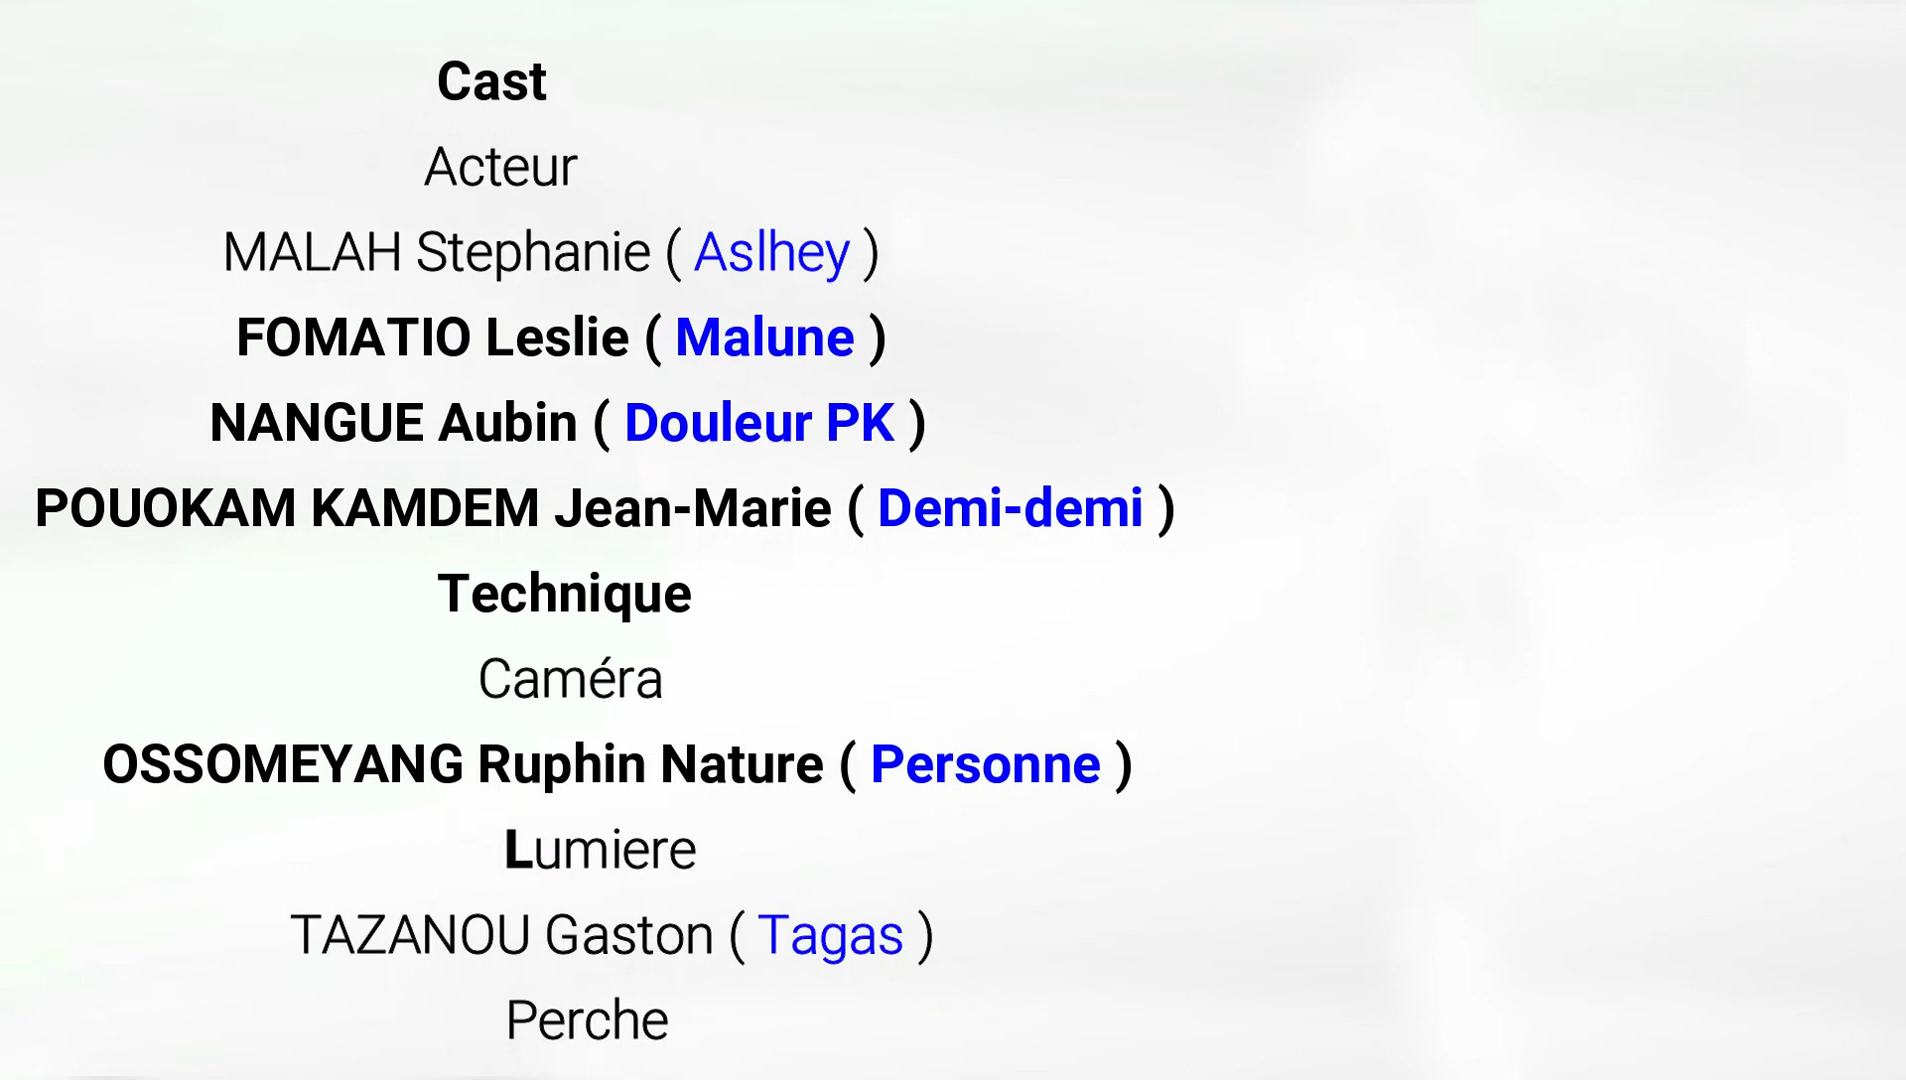 Cast
Acteur
MALAH Stephanie ( Aslhey )
FOMATIO Leslie ( Malune )
NANGUE Aubin ( Douleur PK )
POUOKAM KAMDEM Jean-Marie ( Demi-demi )
Technique
Caméra
OSSOMEYANG Ruphin Nature ( Personne )
Lumiere
TAZANOU Gaston ( Tagas )
Perche